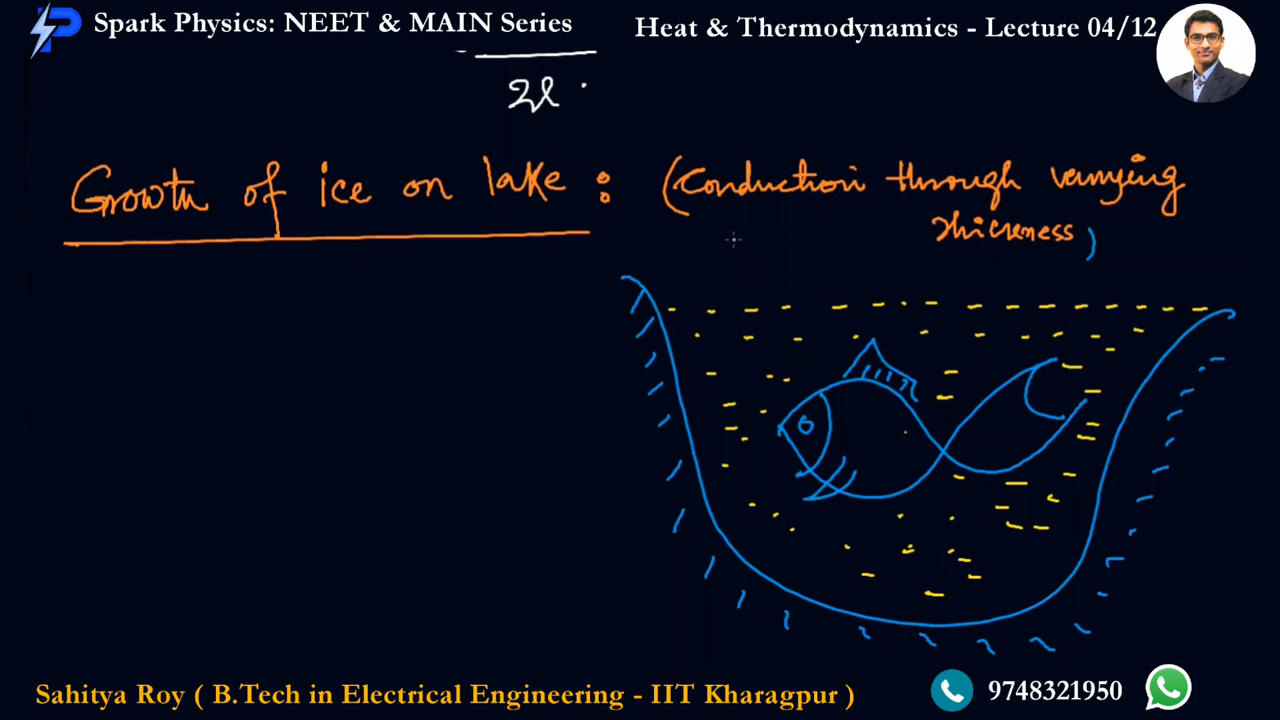 Spark Physics: NEET & MAIN Series
Heat & Thermodynamics - Lecture 04/12
2l
Growth of ice on lake : (Conduction through varying
thickness)
Sahitya Roy ( B.Tech in Electrical Engineering - IIT Kharagpur )
9748321950